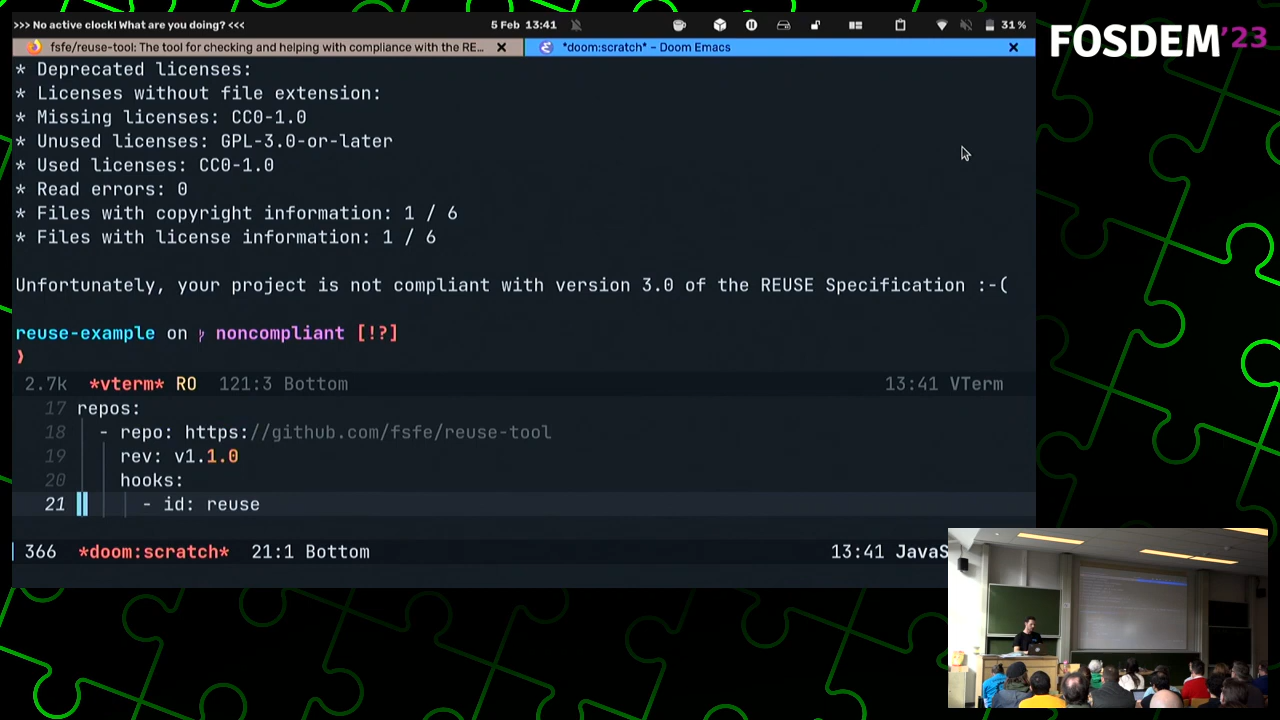 >>> No active clock! What are you doing? <<<
5 Feb 13:41
31 %
FOSDEM'23
fsfe/reuse-tool: The tool for checking and helping with compliance with the RE...
*doom:scratch* – Doom Emacs
* Deprecated licenses:
* Licenses without file extension:
* Missing licenses: CC0-1.0
* Unused licenses: GPL-3.0-or-later
* Used licenses: CC0-1.0
* Read errors: 0
* Files with copyright information: 1 / 6
* Files with license information: 1 / 6
Unfortunately, your project is not compliant with version 3.0 of the REUSE Specification :-(
reuse-example on noncompliant [!?]
2.7k *vterm* RO 121:3 Bottom 13:41 VTerm
17 repos:
18 - repo: https://github.com/fsfe/reuse-tool
19 rev: v1.1.0
20 hooks:
21 - id: reuse
366 *doom:scratch* 21:1 Bottom 13:41 JavaS